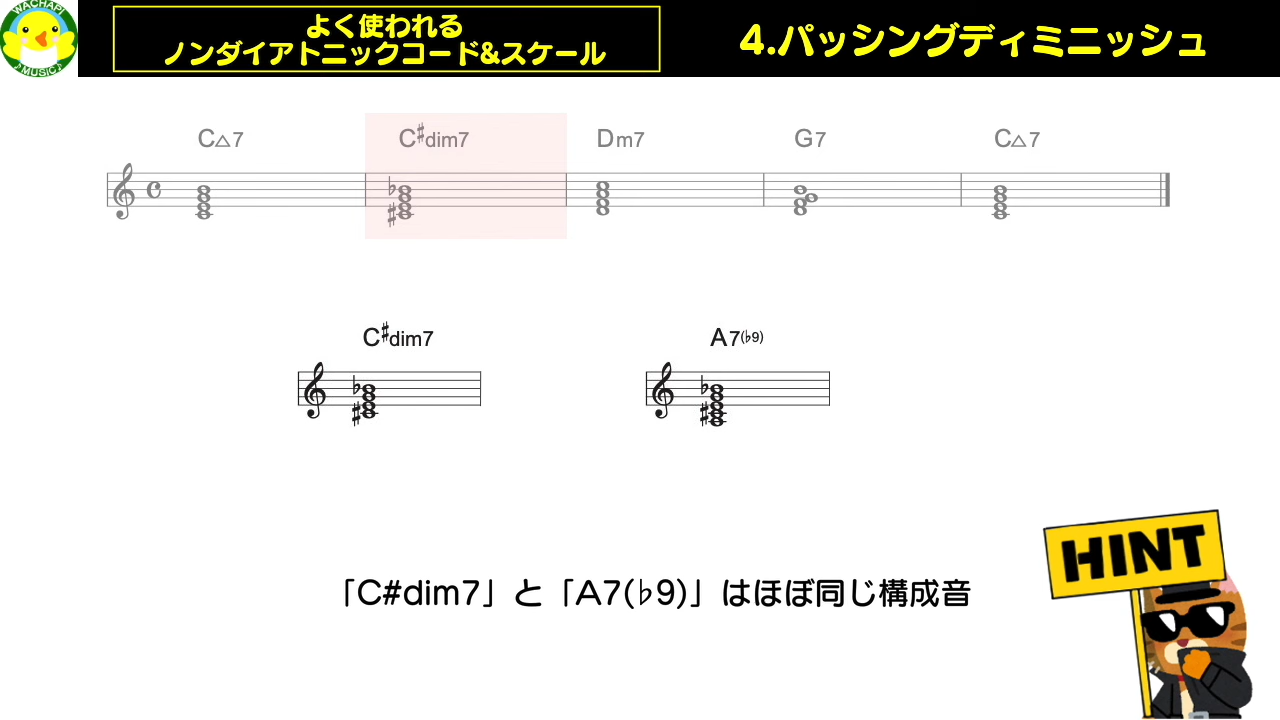 WACHAPI
♪MUSIC♪
よく使われる
ノンダイアトニックコード&スケール
4.パッシングディミニッシュ
C△7 C♯dim7 Dm7 G7 C△7
C♯dim7 A7(♭9)
HINT
「C#dim7」と「A7(♭9)」はほぼ同じ構成音